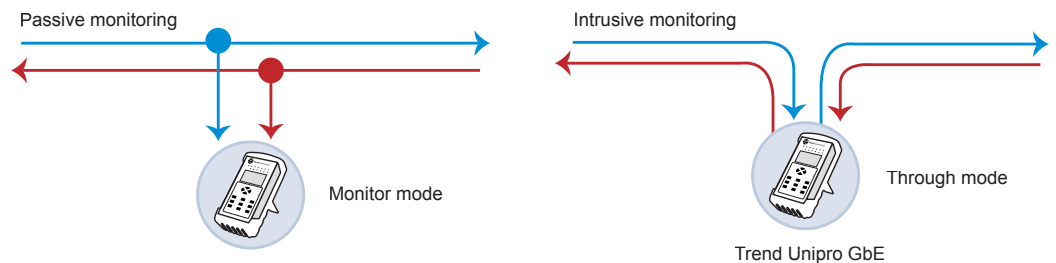 Passive monitoring
Monitor mode
Intrusive monitoring
Through mode
Trend Unipro GbE